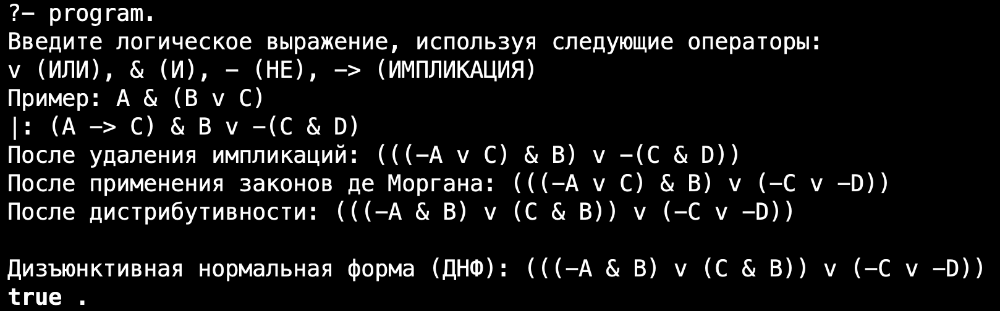 ?- program.
Введите логическое выражение, используя следующие операторы:
v (ИЛИ), & (И), - (НЕ), -> (ИМПЛИКАЦИЯ)
Пример: A & (B v C)
|: (A -> C) & B v -(C & D)
После удаления импликаций: (((-A v C) & B) v -(C & D))
После применения законов де Моргана: (((-A v C) & B) v (-C v -D))
После дистрибутивности: (((-A & B) v (C & B)) v (-C v -D))
Дизъюнктивная нормальная форма (ДНФ): (((-A & B) v (C & B)) v (-C v -D))
true .